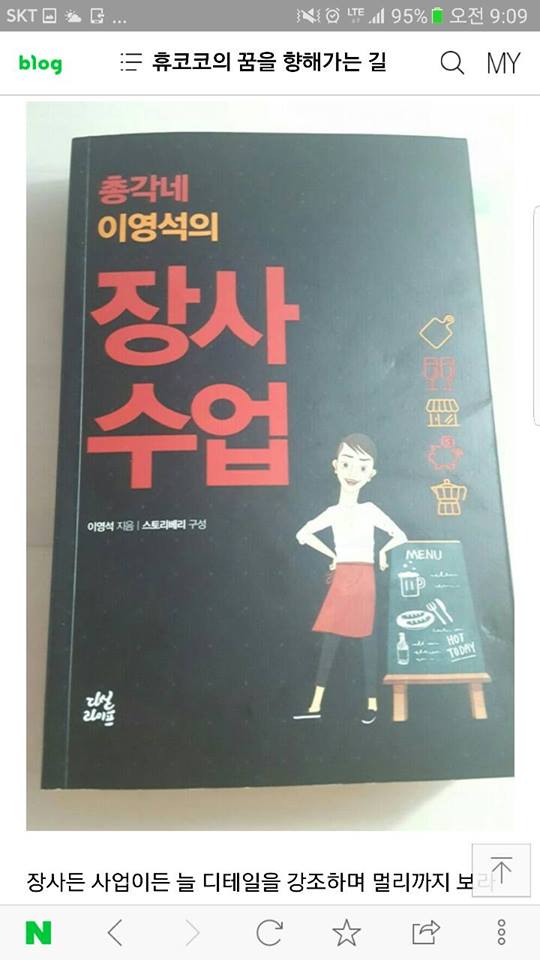 SKT ... LTE 95% 오전 9:09
blog 휴코코의 꿈을 향해가는 길 MY
총각네
이영석의
장사
수업
이영석 지음 | 스토리베리 구성
MENU
HOT
TODAY
다산
라이프
장사든 사업이든 늘 디테일을 강조하며 멀리까지 보라
N